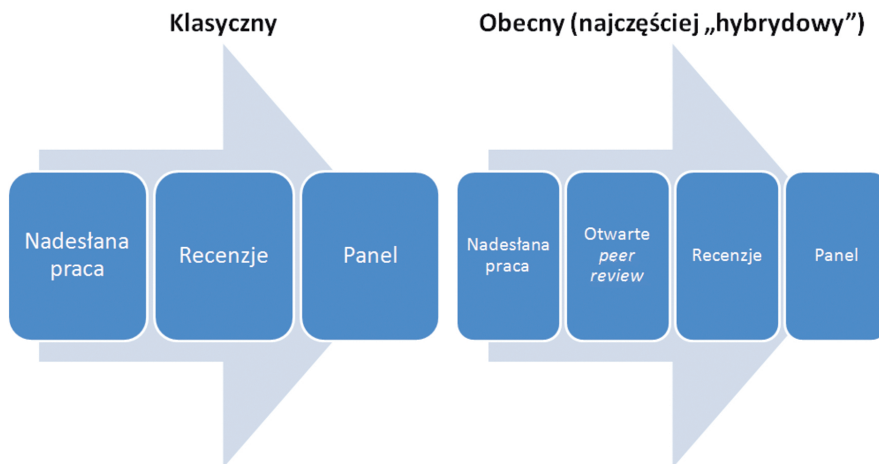 Klasyczny
Nadesłana
praca
Recenzje
Panel
Obecny (najczęściej „hybrydowy”)
Nadesłana
praca
Otwarte
peer
review
Recenzje
Panel